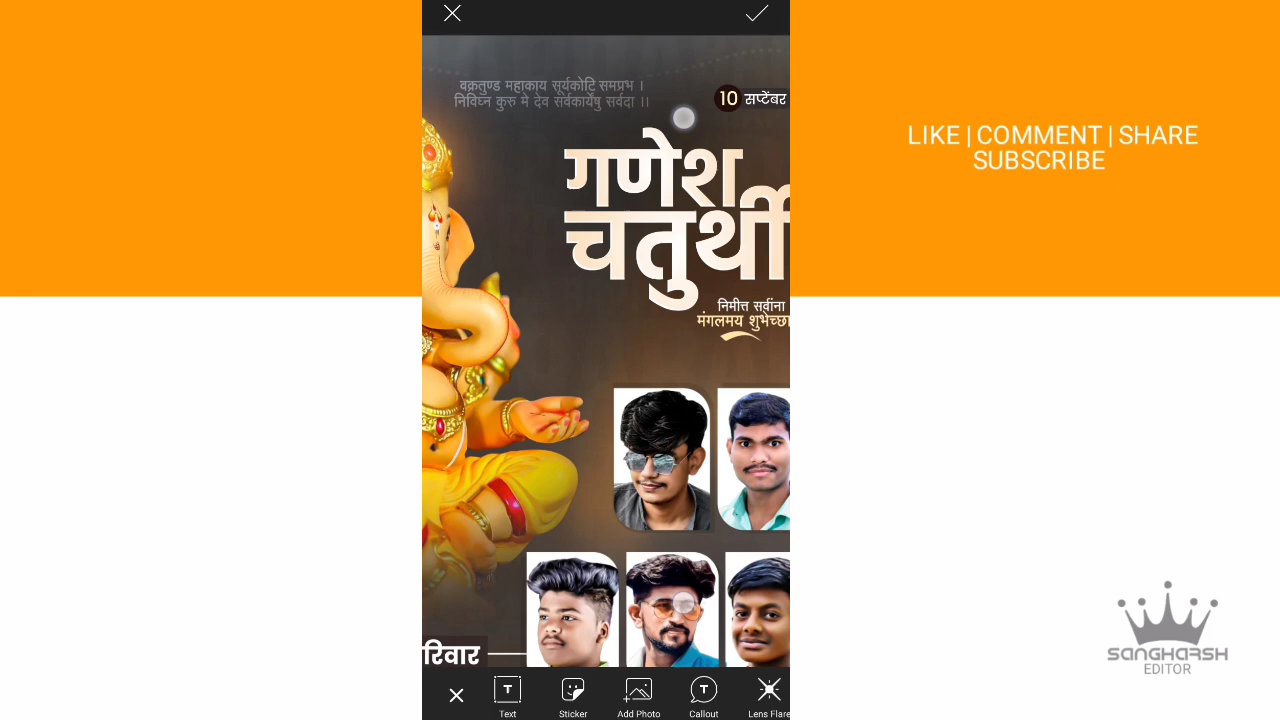 वक्रतुण्ड महाकाय सूर्यकोटि समप्रभ ।
निविघ्न कुरु मे देव सर्वकार्येषु सर्वदा ।।
10 सप्टेंबर
गणेश
चतुर्थी
निमीत्त सर्वांना
मंगलमय शुभेच्छा
रिवार
Text
Sticker
Add Photo
Callout
Lens Flare
LIKE | COMMENT | SHARE
SUBSCRIBE
SANGHARSH
EDITOR